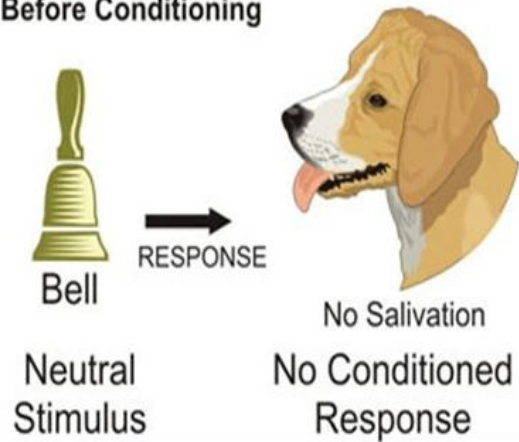 Before Conditioning
RESPONSE
Bell
No Salivation
Neutral
Stimulus
No Conditioned
Response